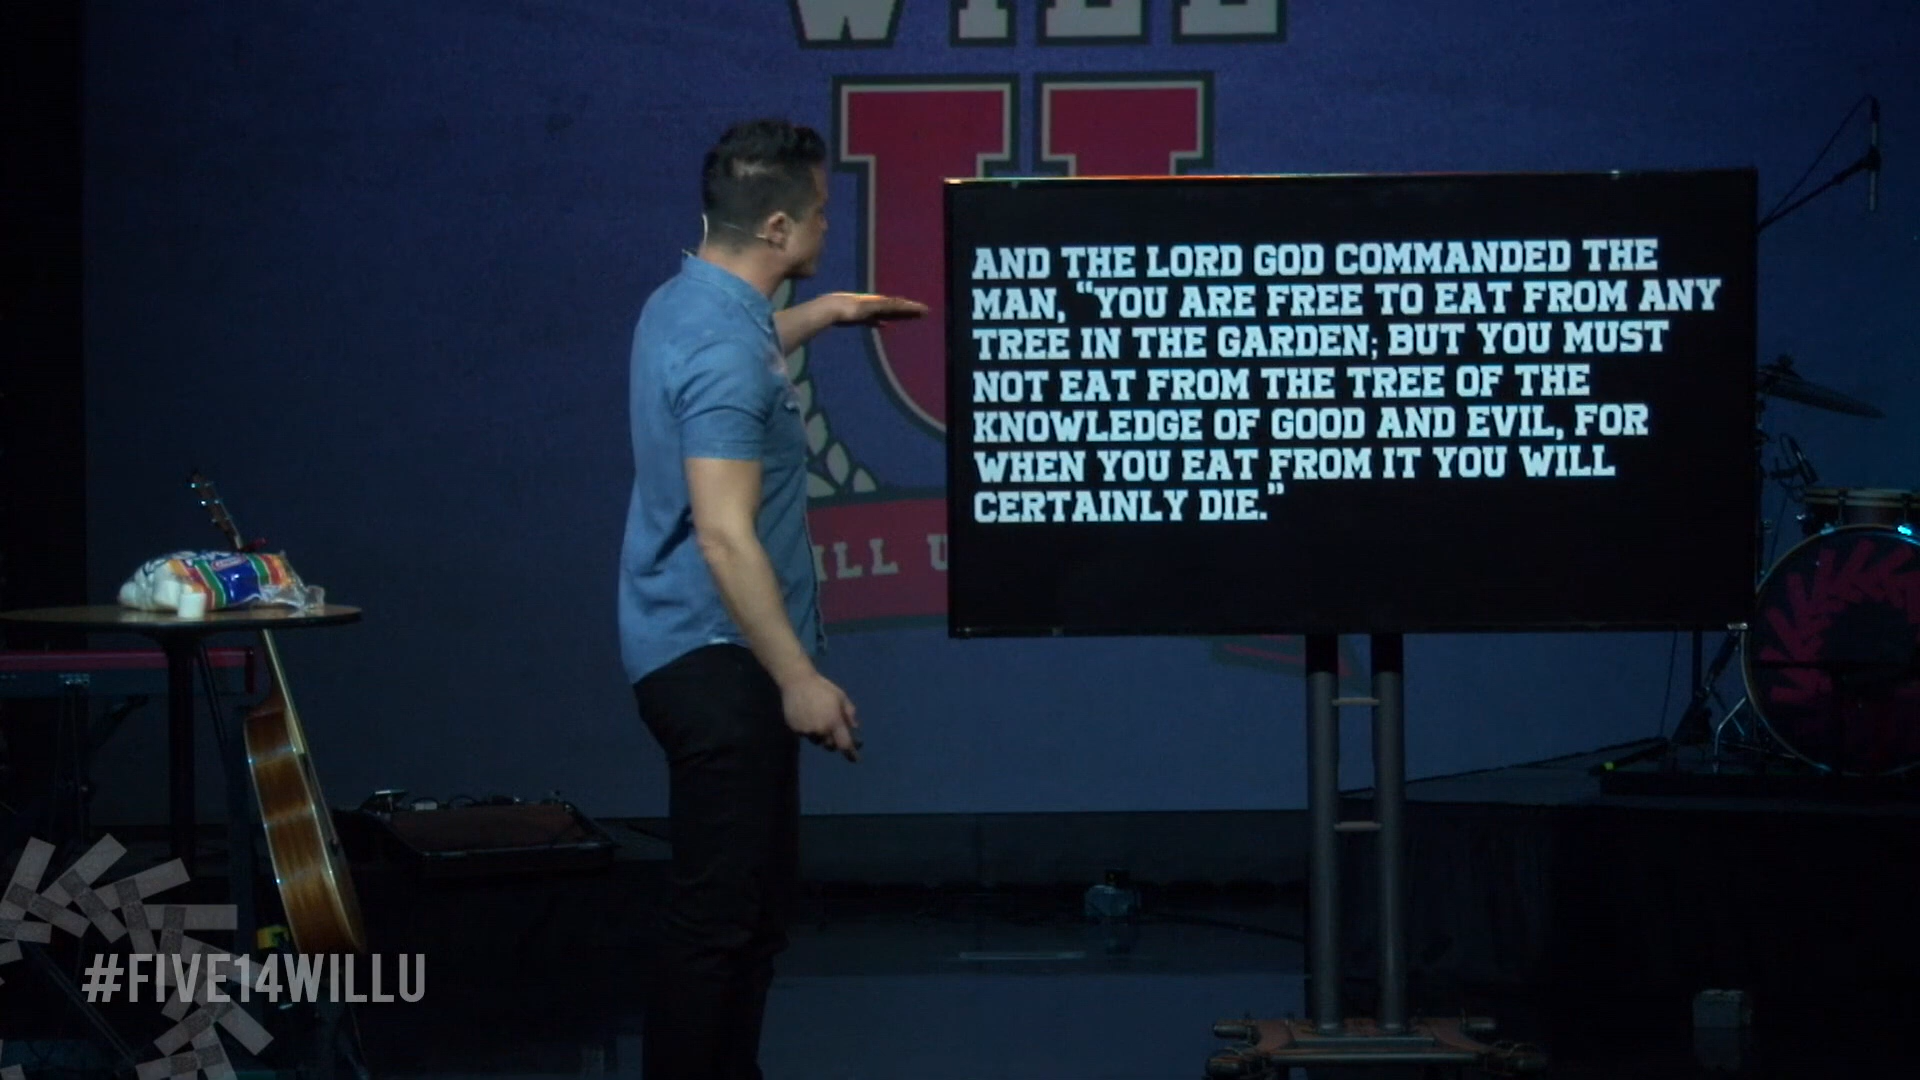 WILL
U
AND THE LORD GOD COMMANDED THE
MAN, “YOU ARE FREE TO EAT FROM ANY
TREE IN THE GARDEN; BUT YOU MUST
NOT EAT FROM THE TREE OF THE
KNOWLEDGE OF GOOD AND EVIL, FOR
WHEN YOU EAT FROM IT YOU WILL
CERTAINLY DIE.”
ILL U
#FIVE14WILLU